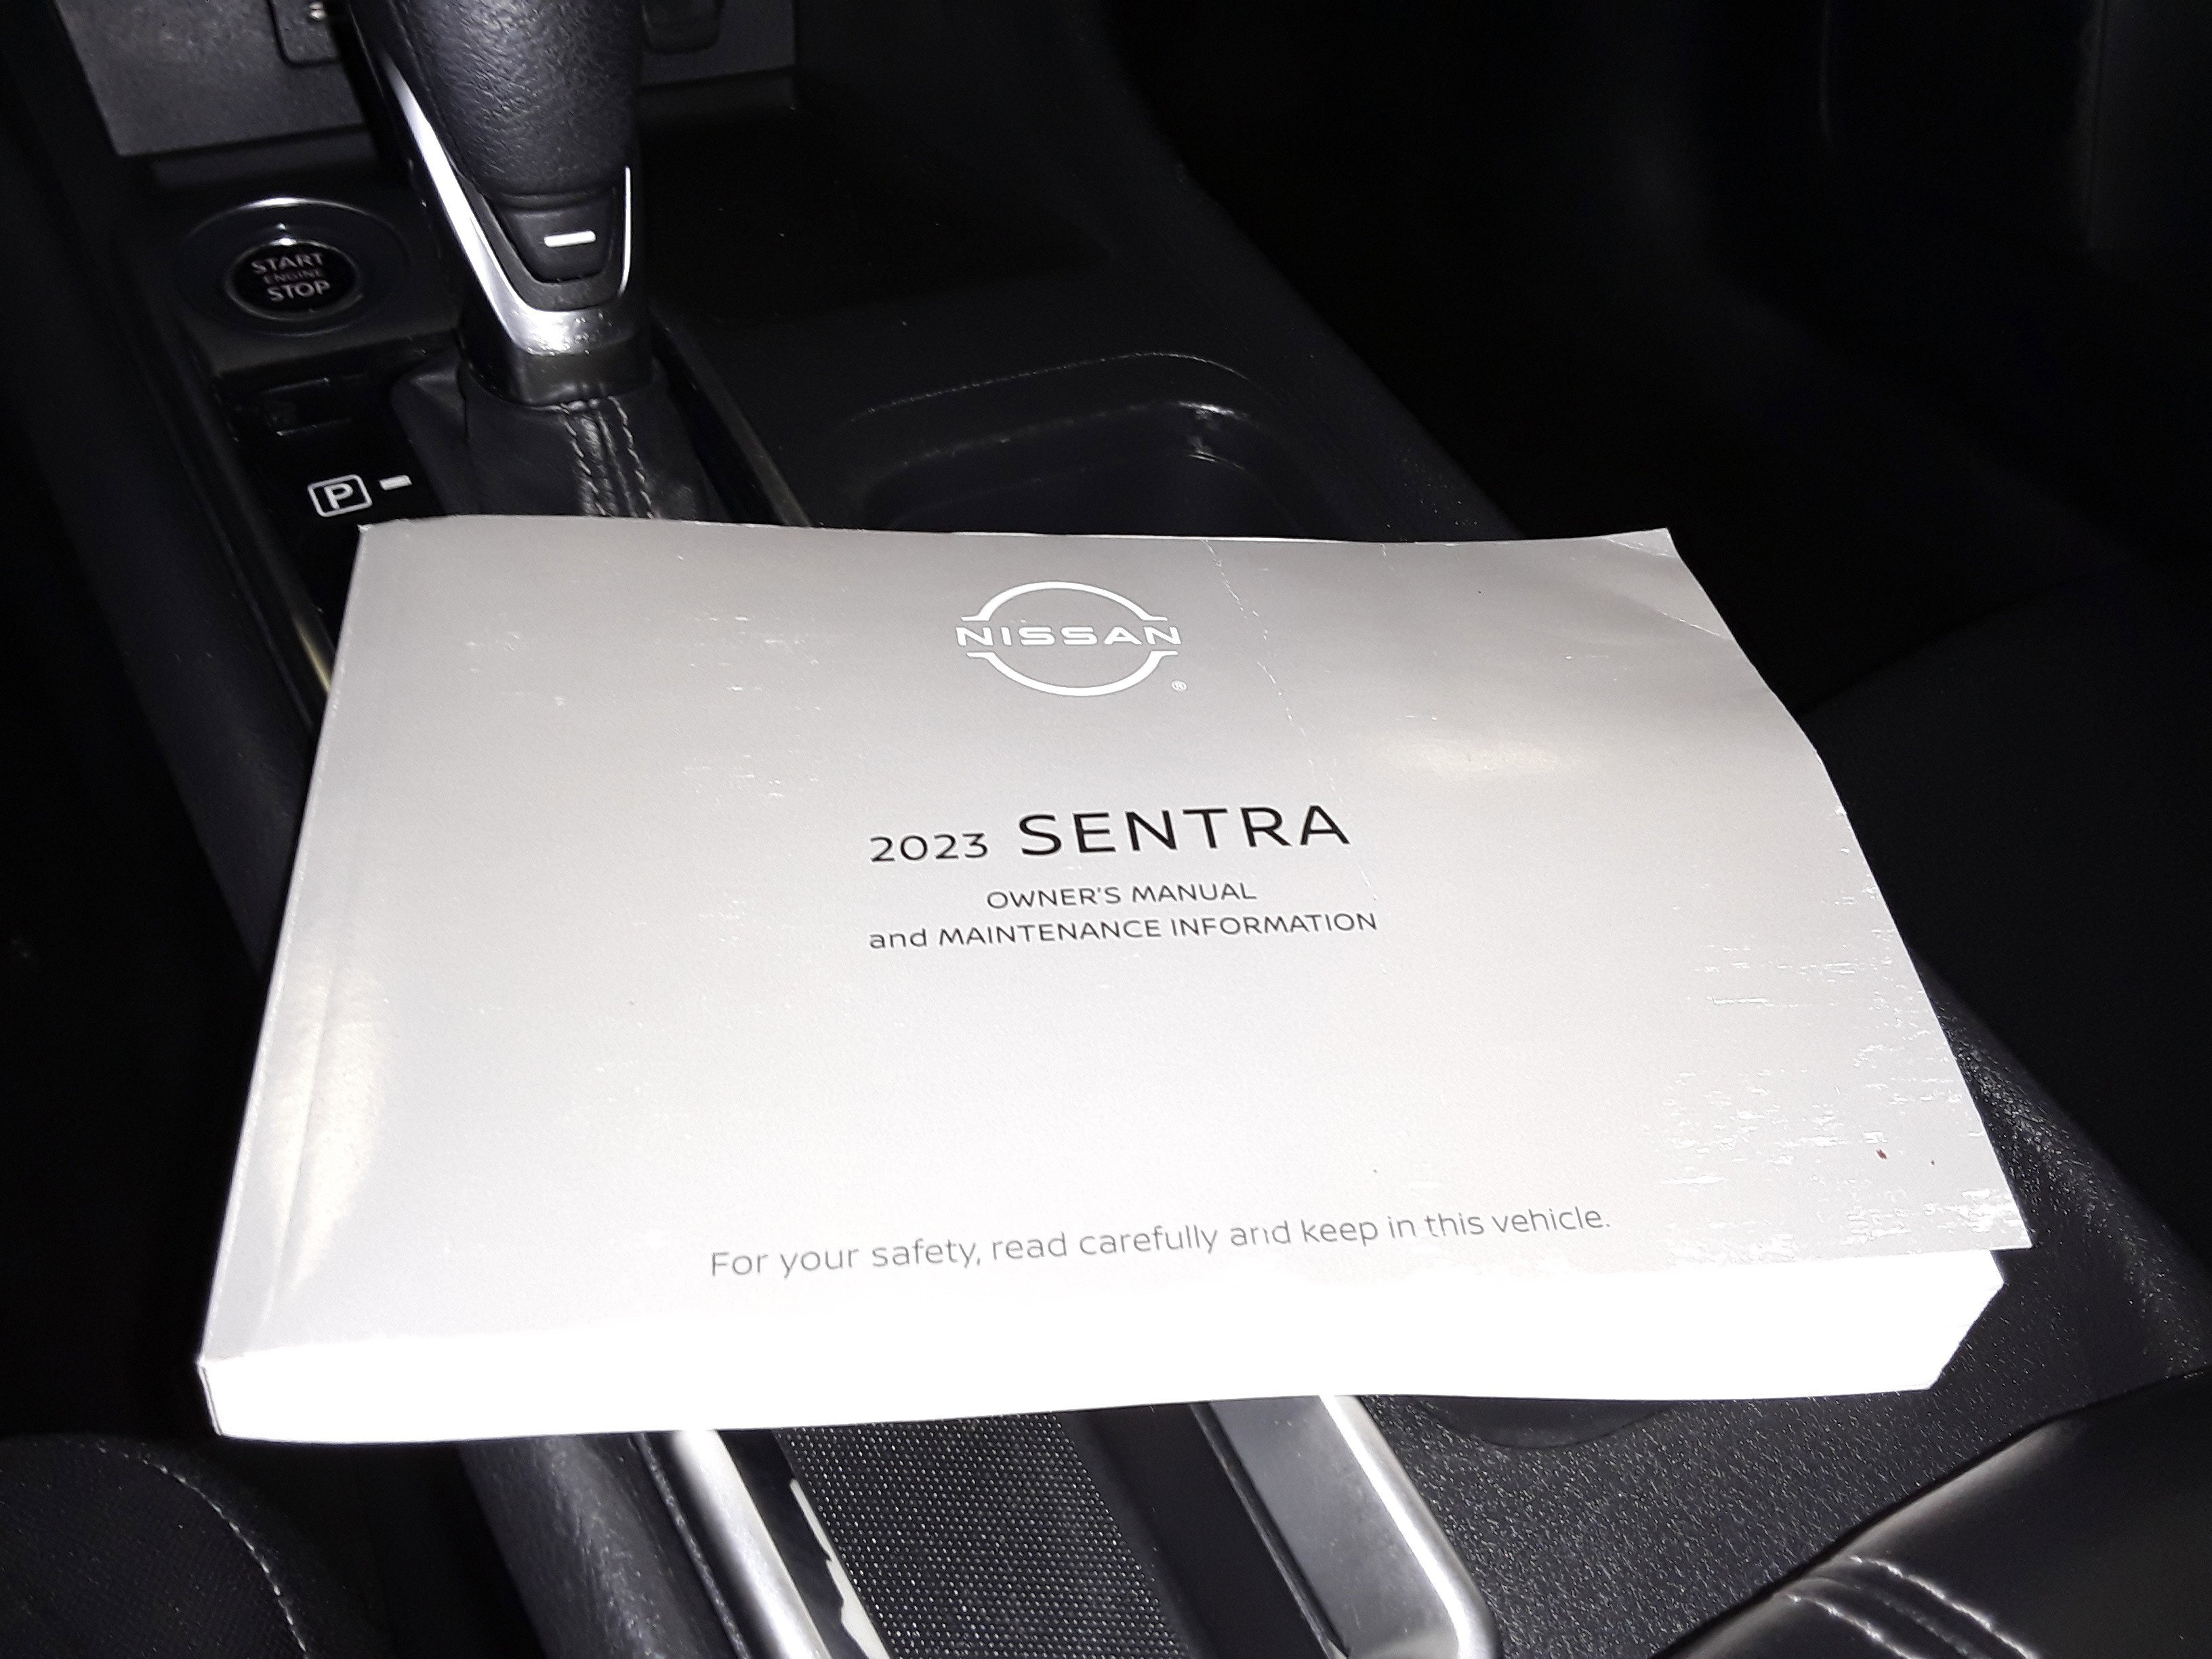 START
ENGINE
STOP
P
NISSAN
®
2023 SENTRA
OWNER'S MANUAL
and MAINTENANCE INFORMATION
For your safety, read carefully and keep in this vehicle.